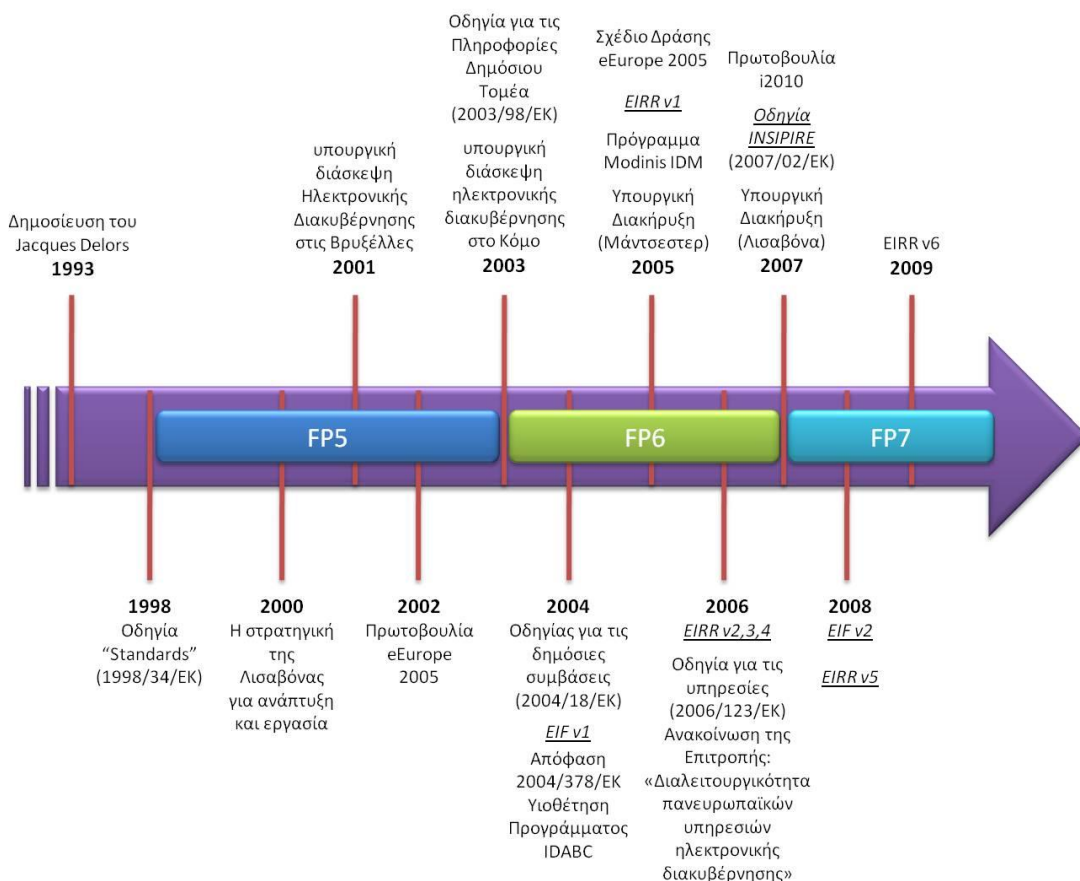 Δημοσίευση του
Jacques Delors
1993
υπουργική
διάσκεψη
Ηλεκτρονικής
Διακυβέρνησης
στις Βρυξέλλες
2001
Οδηγία για τις
Πληροφορίες
Δημόσιου
Τομέα
(2003/98/ΕΚ)
υπουργική
διάσκεψη
ηλεκτρονικής
διακυβέρνησης
στο Κόμο
2003
Σχέδιο Δράσης
eEurope 2005
EIRR v1
Πρόγραμμα
Modinis IDM
Υπουργική
Διακήρυξη
(Μάντσεστερ)
2005
Πρωτοβουλία
i2010
Οδηγία
INSIPIRE
(2007/02/ΕΚ)
Υπουργική
Διακήρυξη
(Λισαβόνα)
2007
EIRR v6
2009
FP5
FP6
FP7
1998
Οδηγία
“Standards”
(1998/34/ΕΚ)
2000
Η στρατηγική
της
Λισαβόνας
για ανάπτυξη
και εργασία
2002
Πρωτοβουλία
eEurope
2005
2004
Οδηγίας για τις
δημόσιες
συμβάσεις
(2004/18/ΕΚ)
EIF v1
Απόφαση
2004/378/ΕΚ
Υιοθέτηση
Προγράμματος
IDABC
2006
EIRR v2,3,4
Οδηγία για τις
υπηρεσίες
(2006/123/ΕΚ)
Ανακοίνωση της
Επιτροπής:
«Διαλειτουργικότητα
πανευρωπαϊκών
υπηρεσιών
ηλεκτρονικής
διακυβέρνησης»
2008
EIF v2
EIRR v5